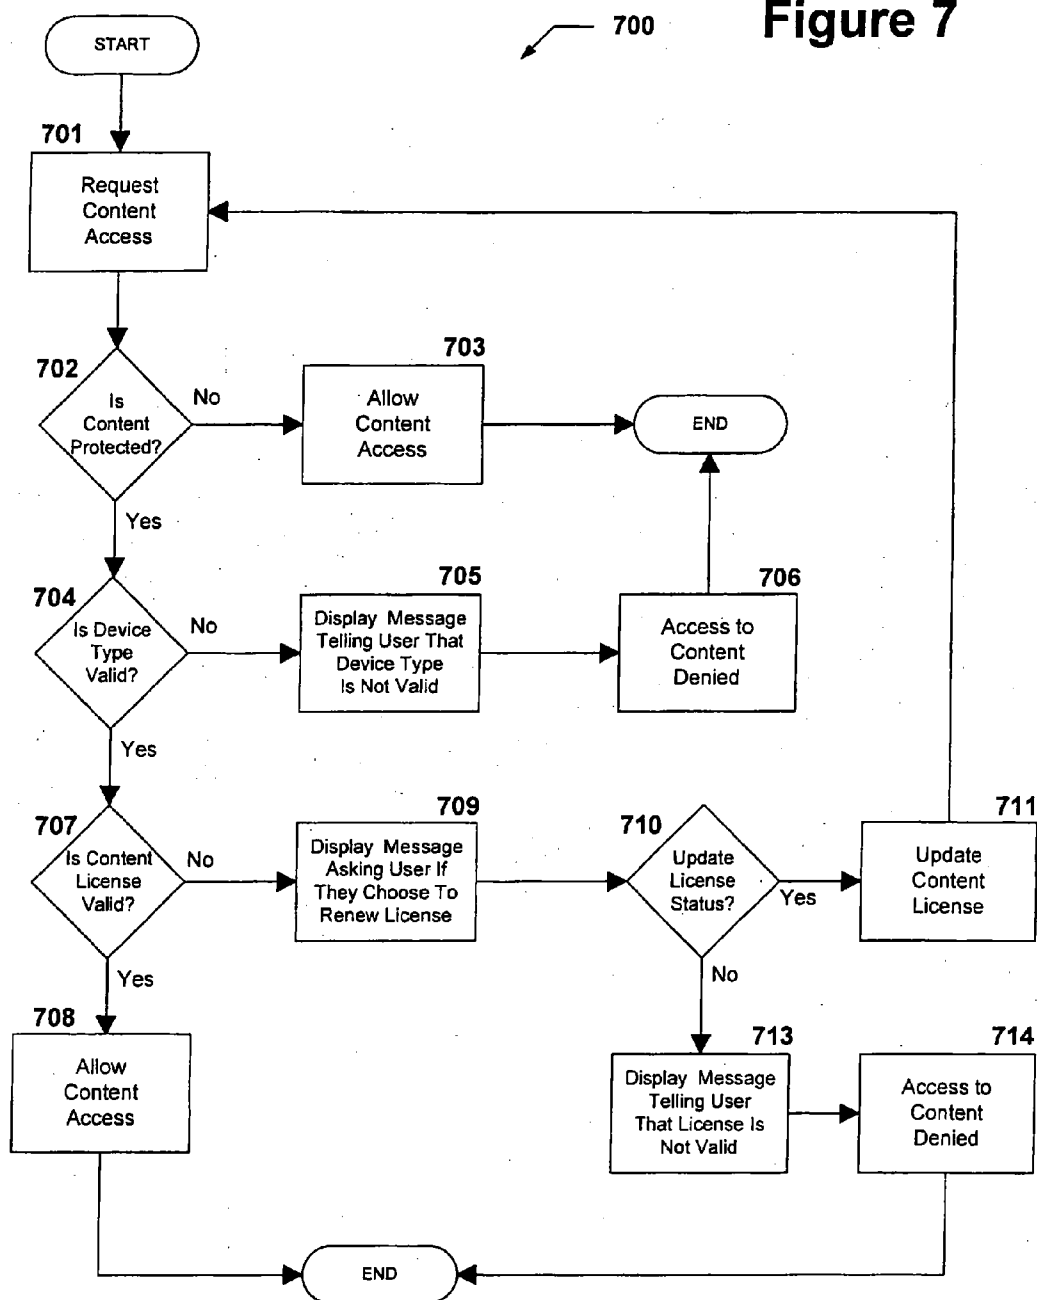 Figure 7
700
START
701
Request
Content
Access
702
Is
Content
Protected?
No
Yes
703
Allow
Content
Access
END
704
Is Device
Type
Valid?
No
Yes
705
Display Message
Telling User That
Device Type
Is Not Valid
706
Access to
Content
Denied
707
Is Content
License
Valid?
No
Yes
709
Display Message
Asking User If
They Choose To
Renew License
710
Update
License
Status?
Yes
No
711
Update
Content
License
708
Allow
Content
Access
713
Display Message
Telling User
That License Is
Not Valid
714
Access to
Content
Denied
END